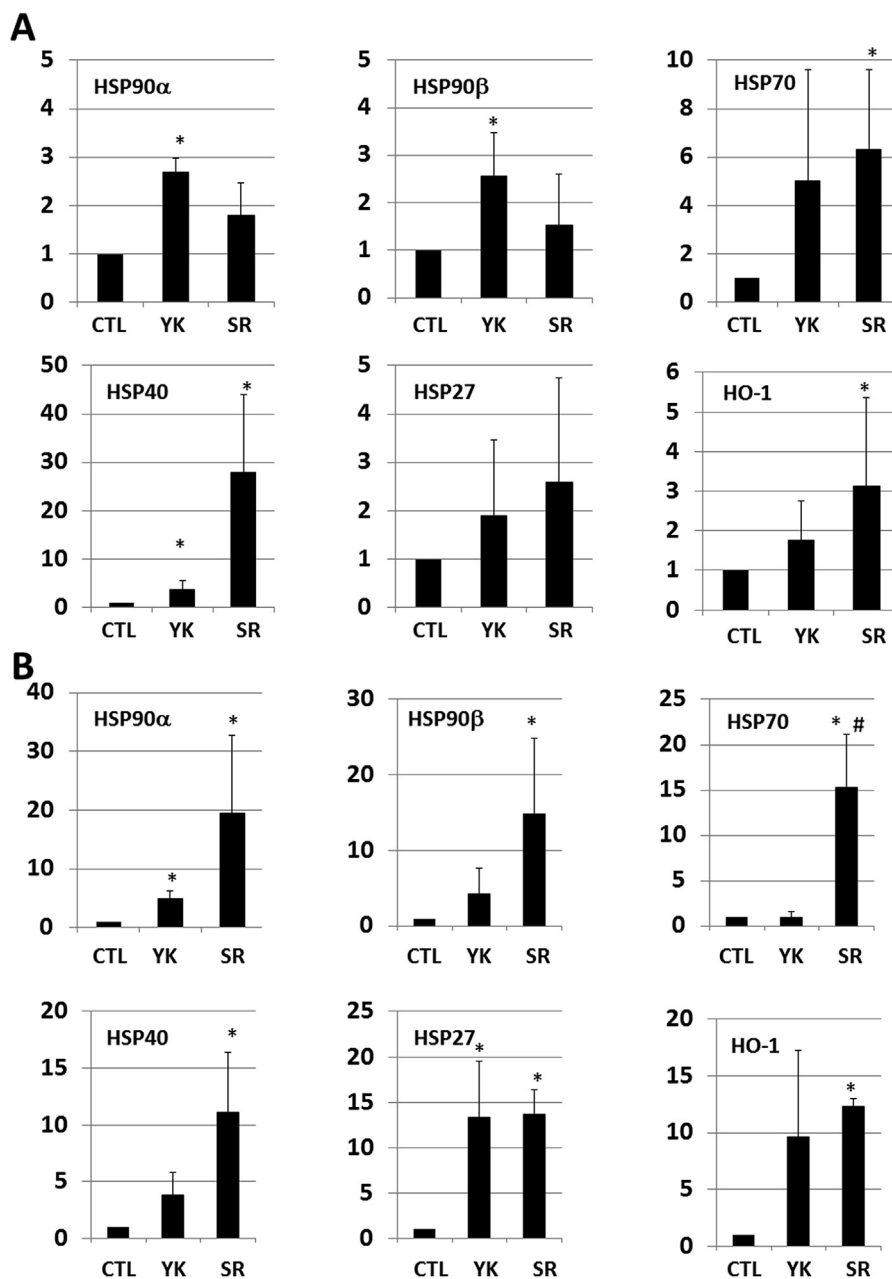 A
5 4 3 2 1 0
HSP90α
*
CTL YK SR
5 4 3 2 1 0
HSP90β
*
CTL YK SR
10 8 6 4 2 0
HSP70
*
CTL YK SR
50 40 30 20 10 0
HSP40
* *
CTL YK SR
5 4 3 2 1 0
HSP27
CTL YK SR
6 5 4 3 2 1 0
HO-1
*
CTL YK SR
B
40 30 20 10 0
HSP90α
* *
CTL YK SR
30 20 10 0
HSP90β
*
CTL YK SR
25 20 15 10 5 0
HSP70
* #
CTL YK SR
20 15 10 5 0
HSP40
*
CTL YK SR
25 20 15 10 5 0
HSP27
* *
CTL YK SR
20 15 10 5 0
HO-1
*
CTL YK SR